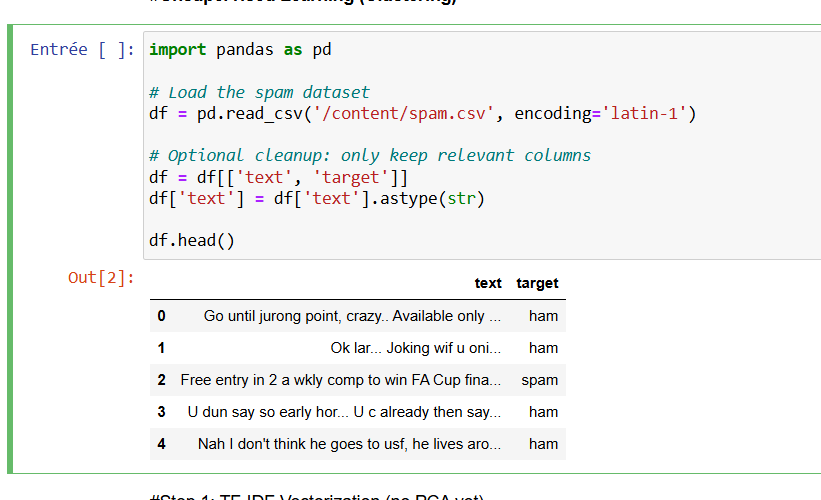 #Cheaper Need Learning (Clustering)
Entrée [ ]: import pandas as pd
# Load the spam dataset
df = pd.read_csv('/content/spam.csv', encoding='latin-1')
# Optional cleanup: only keep relevant columns
df = df[['text', 'target']]
df['text'] = df['text'].astype(str)
df.head()
Out[2]:
text target
0 Go until jurong point, crazy.. Available only ... ham
1 Ok lar... Joking wif u oni... ham
2 Free entry in 2 a wkly comp to win FA Cup fina... spam
3 U dun say so early hor... U c already then say... ham
4 Nah I don't think he goes to usf, he lives aro... ham
#Step 1: TF-IDF Vectorization (no PCA yet)